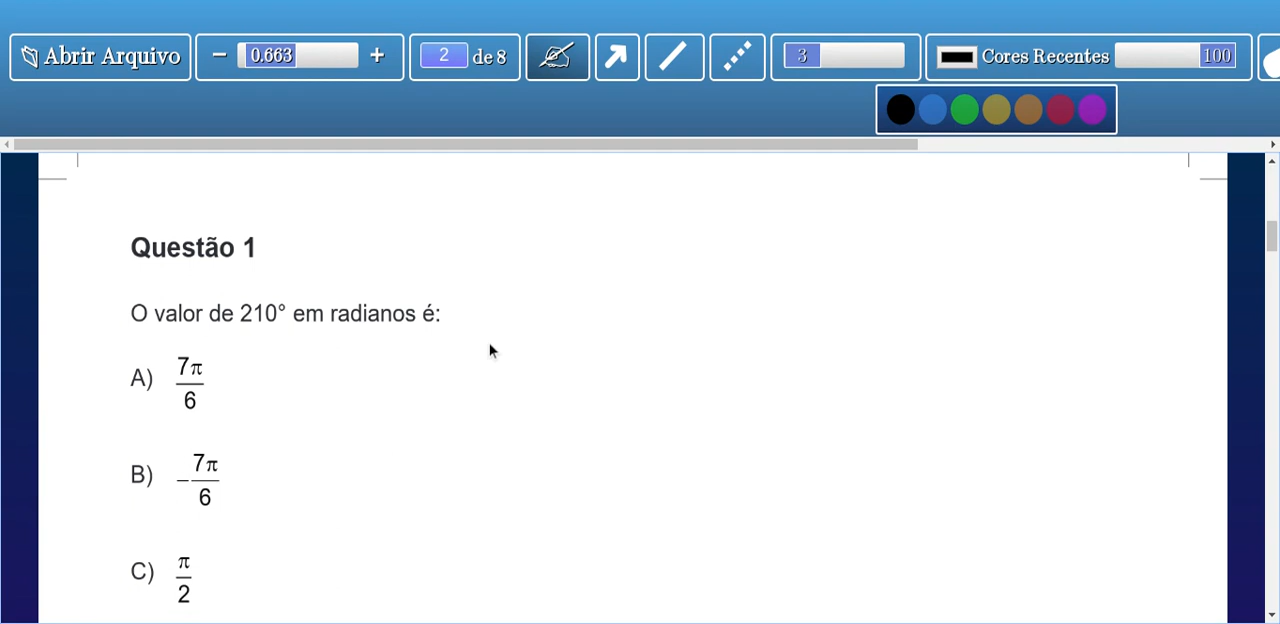 Abrir Arquivo − 0.663 + 2 de 8 3 Cores Recentes 100
Questão 1
O valor de 210° em radianos é:
A) 7π/6
B) −7π/6
C) π/2